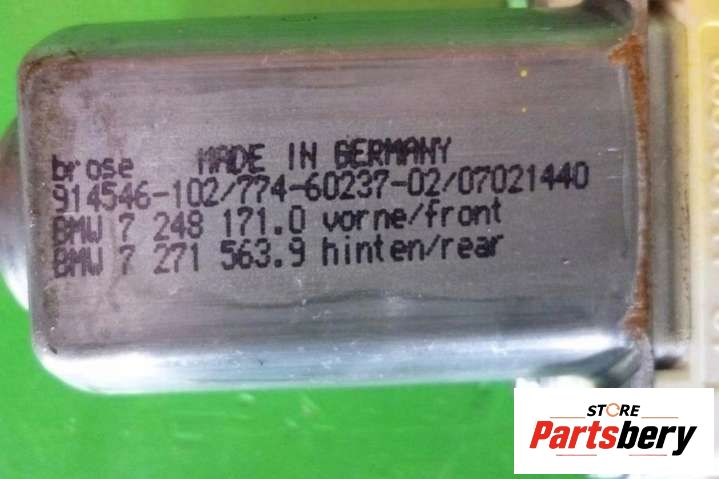 brose MADE IN GERMANY
914546-102/774-60237-02/07021440
BMW 7 248 171.0 vorne/front
BMW 7 271 563.9 hinten/rear
STORE
Partsbery